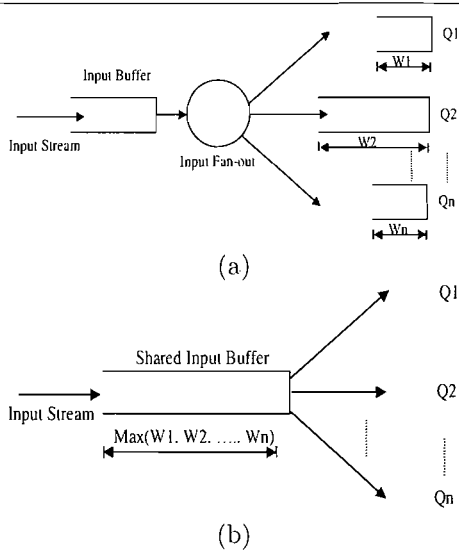 Q1
W1
Input Buffer
Q2
Input Stream
W2
Input Fan-out
Qn
Wn
(a)
Q1
Shared Input Buffer
Q2
Input Stream
Max(W1. W2. ..... Wn)
Qn
(b)